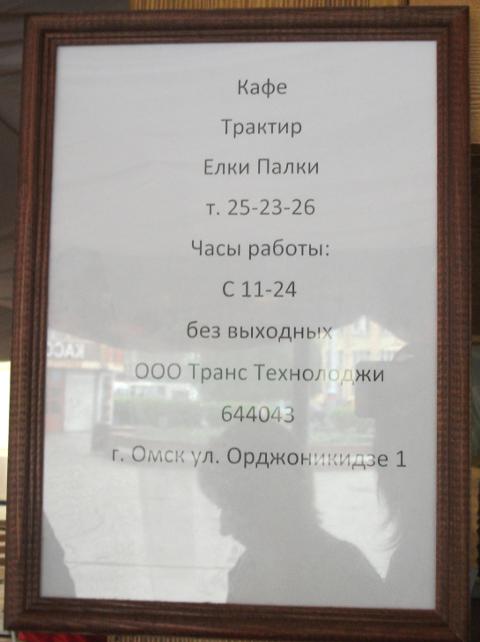 Кафе
Трактир
Елки Палки
т. 25-23-26
Часы работы:
С 11-24
без выходных
ООО Транс Технолоджи
644043
г. Омск ул. Орджоникидзе 1